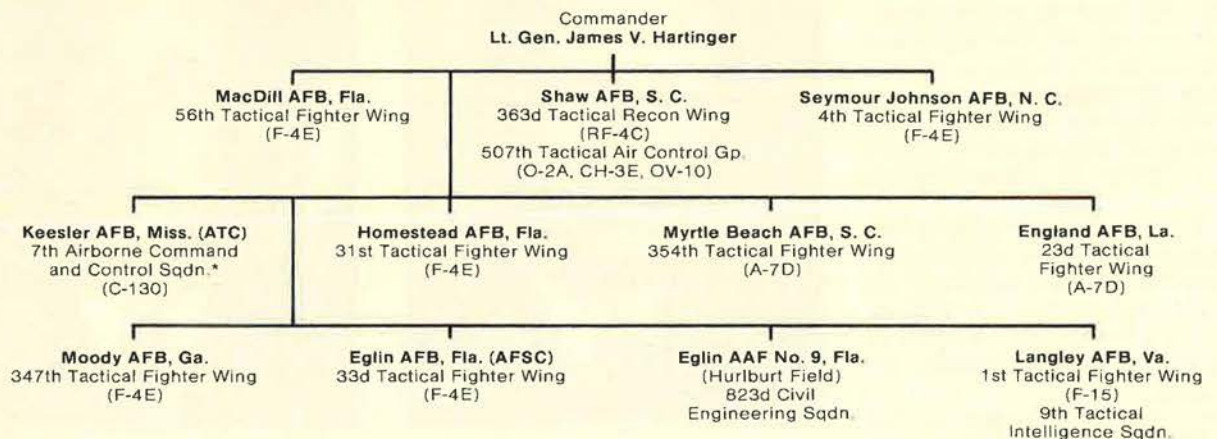 Commander
Lt. Gen. James V. Hartinger
MacDill AFB, Fla.
56th Tactical Fighter Wing
(F-4E)
Shaw AFB, S. C.
363d Tactical Recon Wing
(RF-4C)
507th Tactical Air Control Gp.
(O-2A, CH-3E, OV-10)
Seymour Johnson AFB, N. C.
4th Tactical Fighter Wing
(F-4E)
Keesler AFB, Miss. (ATC)
7th Airborne Command
and Control Sqdn.*
(C-130)
Homestead AFB, Fla.
31st Tactical Fighter Wing
(F-4E)
Myrtle Beach AFB, S. C.
354th Tactical Fighter Wing
(A-7D)
England AFB, La.
23d Tactical
Fighter Wing
(A-7D)
Moody AFB, Ga.
347th Tactical Fighter Wing
(F-4E)
Eglin AFB, Fla. (AFSC)
33d Tactical Fighter Wing
(F-4E)
Eglin AAF No. 9, Fla.
(Hurlburt Field)
823d Civil
Engineering Sqdn.
Langley AFB, Va.
1st Tactical Fighter Wing
(F-15)
9th Tactical
Intelligence Sqdn.